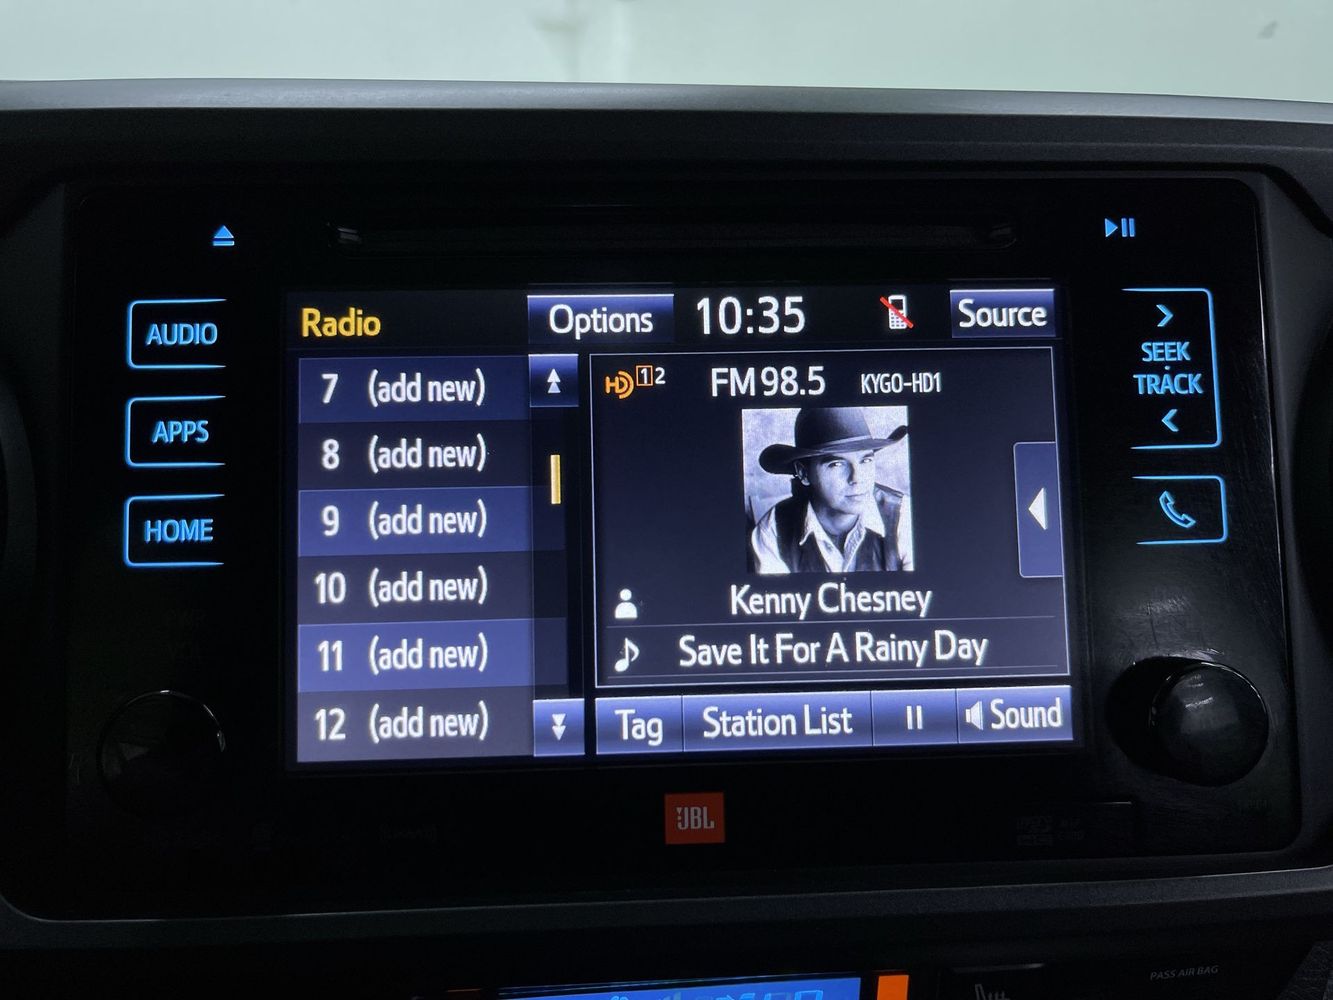 AUDIO
APPS
HOME
Radio
Options
10:35
Source
7 (add new)
8 (add new)
9 (add new)
10 (add new)
11 (add new)
12 (add new)
HD 1 2
FM 98.5 KYGO-HD1
Kenny Chesney
Save It For A Rainy Day
Tag
Station List
Sound
SEEK
TRACK
JBL
PASS AIR BAG